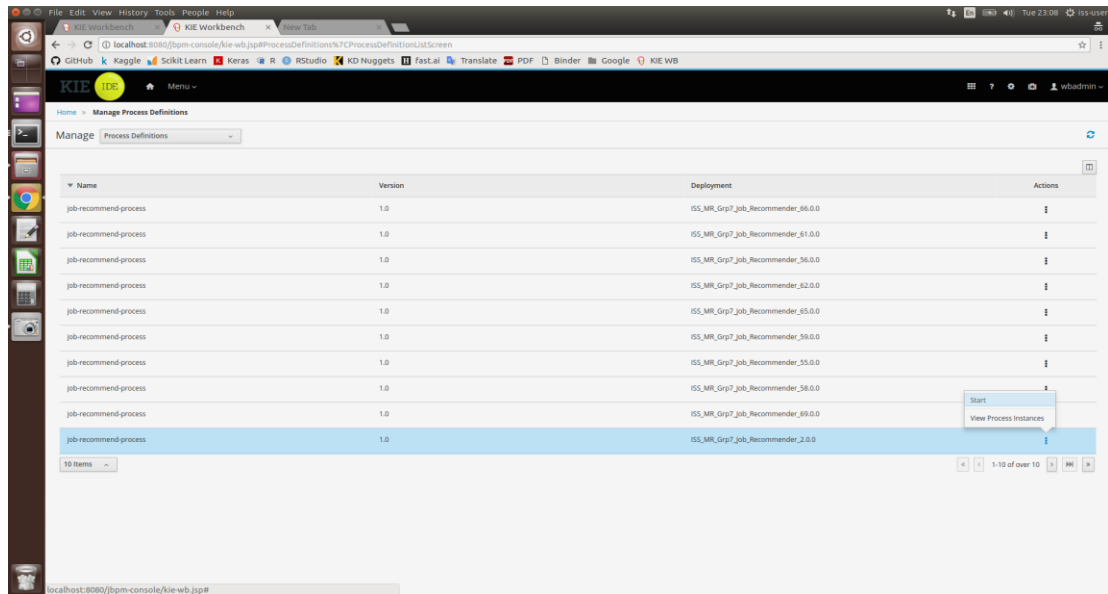 File Edit View History Tools People Help
En Tue 23:08 iss-user
KIE Workbench KIE Workbench New Tab
localhost:8080/jbpm-console/kie-wb.jsp#ProcessDefinitions%7CProcessDefinitionListScreen
GitHub Kaggle Scikit Learn Keras R RStudio KD Nuggets fast.ai Translate PDF Binder Google KIE WB
KIE IDE Menu wbadmin
Home > Manage Process Definitions
Manage Process Definitions
Name Version Deployment Actions
job-recommend-process 1.0 ISS_MR_Grp7_Job_Recommender_66.0.0
job-recommend-process 1.0 ISS_MR_Grp7_Job_Recommender_61.0.0
job-recommend-process 1.0 ISS_MR_Grp7_Job_Recommender_56.0.0
job-recommend-process 1.0 ISS_MR_Grp7_Job_Recommender_62.0.0
job-recommend-process 1.0 ISS_MR_Grp7_Job_Recommender_65.0.0
job-recommend-process 1.0 ISS_MR_Grp7_Job_Recommender_59.0.0
job-recommend-process 1.0 ISS_MR_Grp7_Job_Recommender_55.0.0
job-recommend-process 1.0 ISS_MR_Grp7_Job_Recommender_58.0.0
Start
job-recommend-process 1.0 ISS_MR_Grp7_Job_Recommender_69.0.0
View Process Instances
job-recommend-process 1.0 ISS_MR_Grp7_Job_Recommender_2.0.0
10 Items 1-10 of over 10
localhost:8080/jbpm-console/kie-wb.jsp#